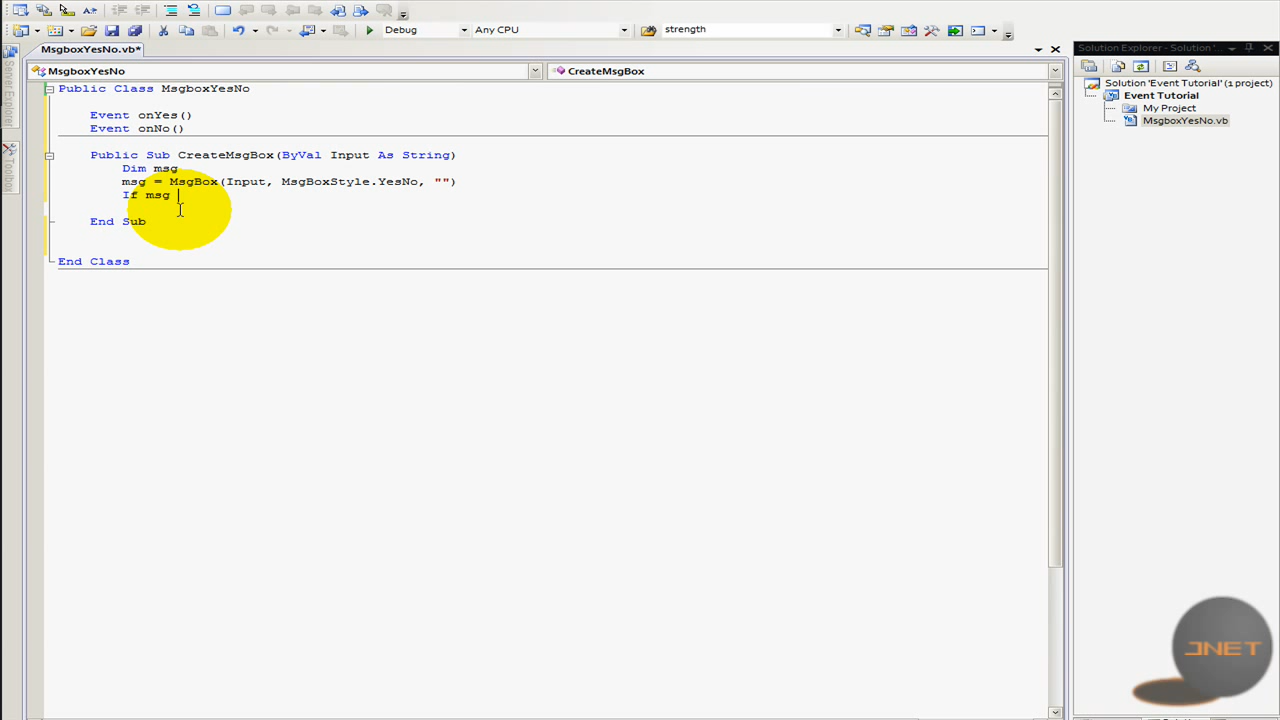 Debug
Any CPU
strength
MsgboxYesNo.vb*
Solution Explorer - Solution '...
MsgboxYesNo
CreateMsgBox
Public Class MsgboxYesNo
Event onYes()
Event onNo()
Public Sub CreateMsgBox(ByVal Input As String)
Dim msg
msg = MsgBox(Input, MsgBoxStyle.YesNo, "")
If msg
End Sub
End Class
Solution 'Event Tutorial' (1 project)
Event Tutorial
My Project
MsgboxYesNo.vb
JNET